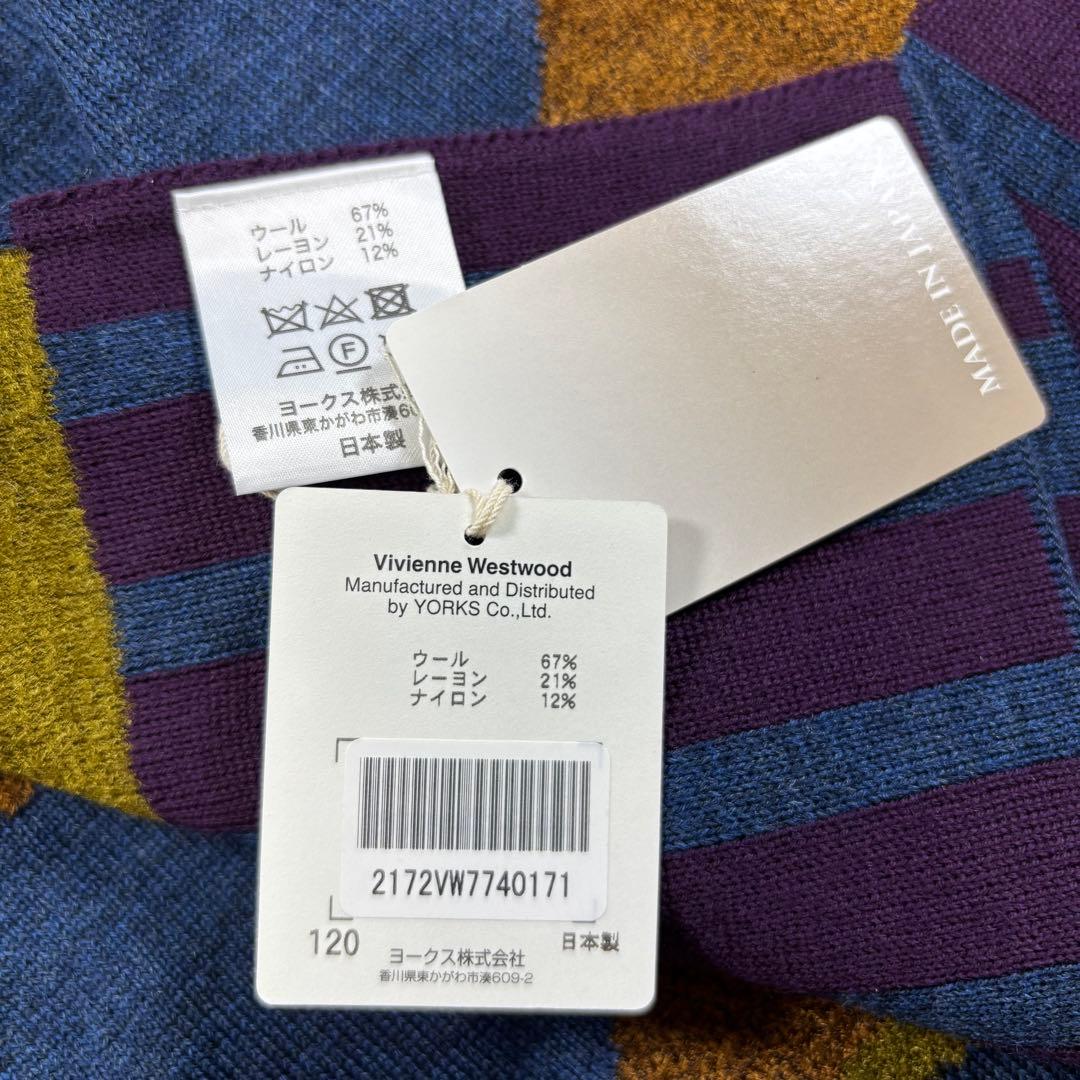 ウール 67%
レーヨン 21%
ナイロン 12%
F
ヨークス株式
香川県東かがわ市湊6
日本製
MADE IN JAPAN
Vivienne Westwood
Manufactured and Distributed
by YORKS Co.,Ltd.
ウール 67%
レーヨン 21%
ナイロン 12%
2172VW7740171
120
日本製
ヨークス株式会社
香川県東かがわ市湊609-2